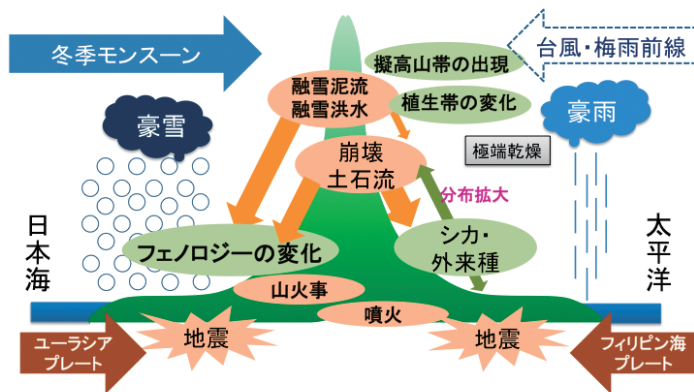 冬季モンスーン
台風・梅雨前線
擬高山帯の出現
融雪泥流
融雪洪水
植生帯の変化
豪雪
豪雨
崩壊
土石流
極端乾燥
分布拡大
日本海
太平洋
フェノロジーの変化
シカ・
外来種
山火事
噴火
地震
地震
ユーラシア
プレート
フィリピン海
プレート